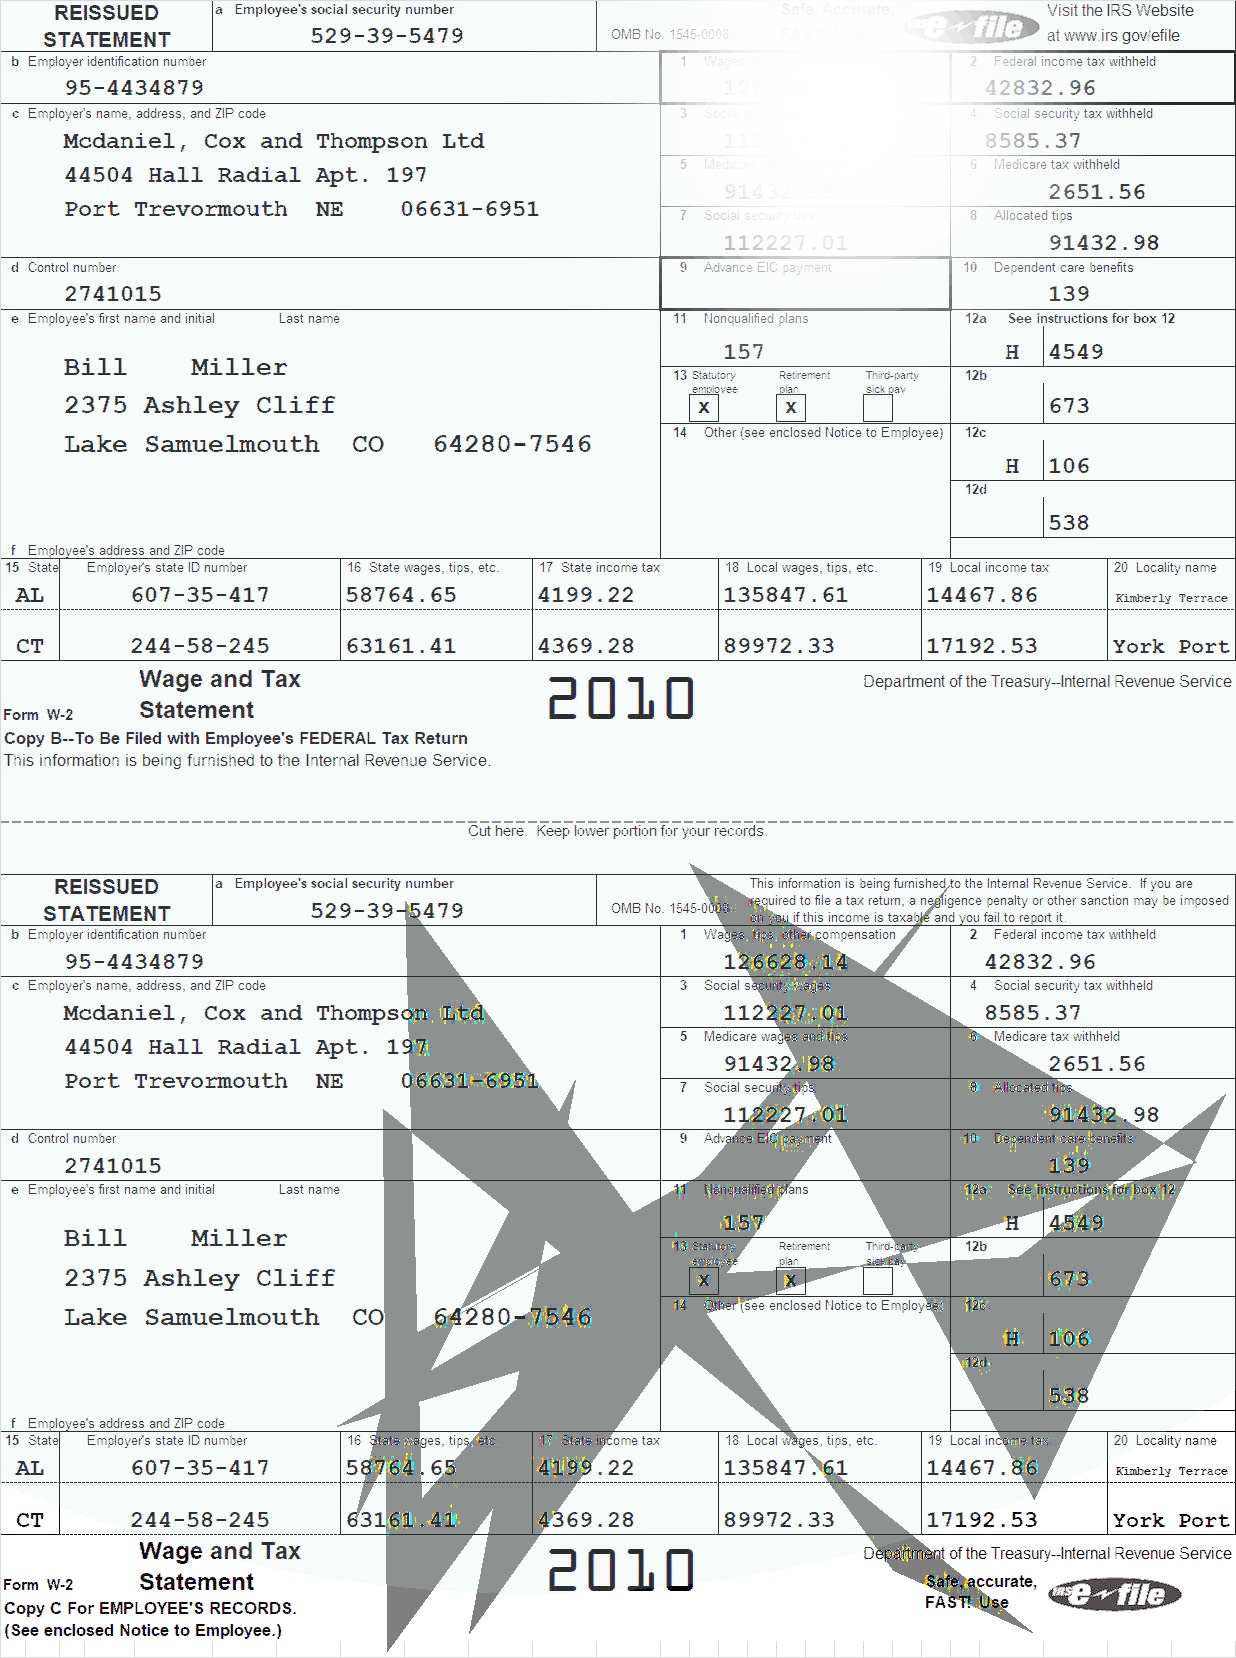 REISSUED STATEMENT
a Employee's social security number
529-39-5479
OMB No. 1545-0008
Safe, Accurate,
e file
Visit the IRS Website
at www.irs gov/efile
b Employer identification number
95-4434879
1 Wages,
2 Federal income tax withheld
42832.96
c Employer's name, address, and ZIP code
Mcdaniel, Cox and Thompson Ltd
44504 Hall Radial Apt. 197
Port Trevormouth NE 06631-6951
3 Social
4 Social security tax withheld
8585.37
5 Medicare
91432.98
6 Medicare tax withheld
2651.56
7 Social security tips
112227.01
8 Allocated tips
91432.98
d Control number
2741015
9 Advance EIC payment
10 Dependent care benefits
139
e Employee's first name and initial Last name
Bill Miller
2375 Ashley Cliff
Lake Samuelmouth CO 64280-7546
11 Nonqualified plans
157
12a See instructions for box 12
H 4549
13 Statutory employee Retirement plan Third-party sick pay
X X
12b
673
14 Other (see enclosed Notice to Employee)
12c
H 106
12d
538
f Employee's address and ZIP code
15 State Employer's state ID number 16 State wages, tips, etc. 17 State income tax 18 Local wages, tips, etc. 19 Local income tax 20 Locality name
AL 607-35-417 58764.65 4199.22 135847.61 14467.86 Kimberly Terrace
CT 244-58-245 63161.41 4369.28 89972.33 17192.53 York Port
Form W-2 Wage and Tax Statement
2010
Department of the Treasury--Internal Revenue Service
Copy B--To Be Filed with Employee's FEDERAL Tax Return
This information is being furnished to the Internal Revenue Service.
Cut here. Keep lower portion for your records.
REISSUED STATEMENT
a Employee's social security number
529-39-5479
OMB No. 1545-0008
This information is being furnished to the Internal Revenue Service. If you are
required to file a tax return, a negligence penalty or other sanction may be imposed
on you if this income is taxable and you fail to report it.
b Employer identification number
95-4434879
1 Wages, tips, other compensation
126628.14
2 Federal income tax withheld
42832.96
c Employer's name, address, and ZIP code
Mcdaniel, Cox and Thompson Ltd
44504 Hall Radial Apt. 197
Port Trevormouth NE 06631-6951
3 Social security wages
112227.01
4 Social security tax withheld
8585.37
5 Medicare wages and tips
91432.98
6 Medicare tax withheld
2651.56
7 Social security tips
112227.01
8 Allocated tips
91432.98
d Control number
2741015
9 Advance EIC payment
10 Dependent care benefits
139
e Employee's first name and initial Last name
Bill Miller
2375 Ashley Cliff
Lake Samuelmouth CO 64280-7546
11 Nonqualified plans
157
12a See instructions for box 12
H 4549
13 Statutory employee Retirement plan Third-party sick pay
X X
12b
673
14 Other (see enclosed Notice to Employee)
12c
H 106
12d
538
f Employee's address and ZIP code
15 State Employer's state ID number 16 State wages, tips, etc. 17 State income tax 18 Local wages, tips, etc. 19 Local income tax 20 Locality name
AL 607-35-417 58764.65 4199.22 135847.61 14467.86 Kimberly Terrace
CT 244-58-245 63161.41 4369.28 89972.33 17192.53 York Port
Form W-2 Wage and Tax Statement
2010
Department of the Treasury--Internal Revenue Service
Copy C For EMPLOYEE'S RECORDS.
(See enclosed Notice to Employee.)
Safe, accurate,
FAST! Use
IRS e file